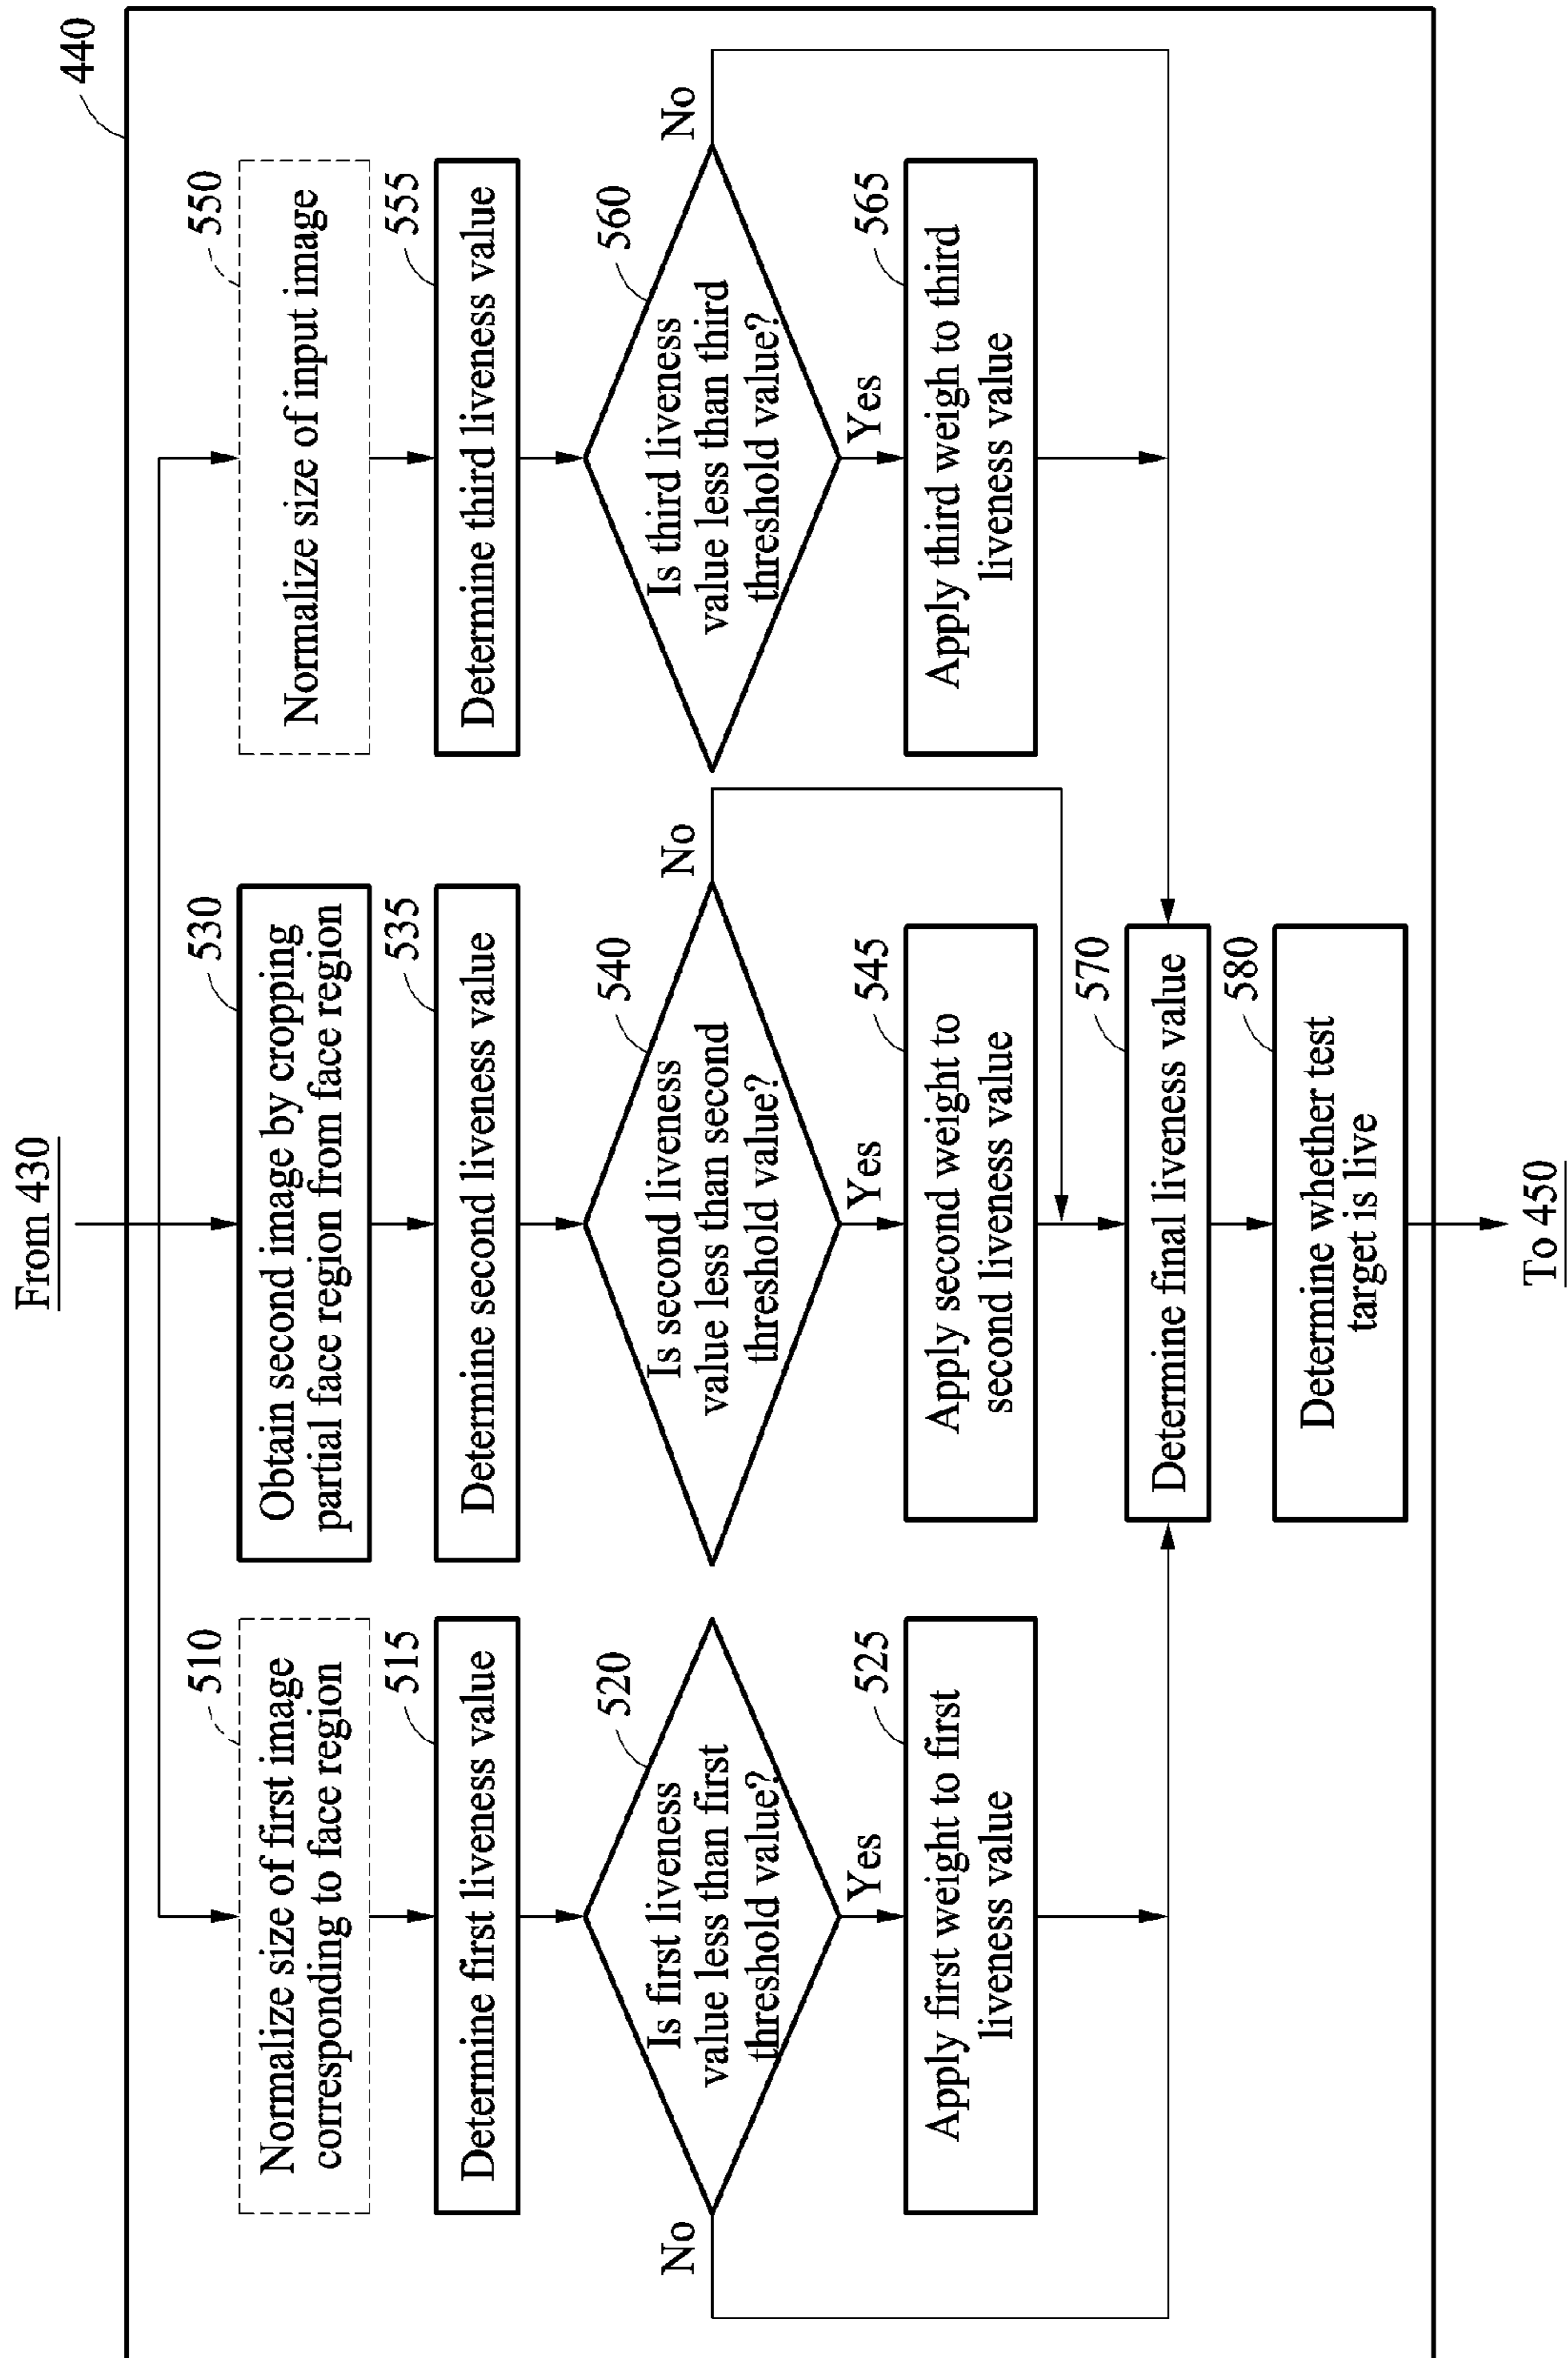 From 430
440
510
Normalize size of first image
corresponding to face region
515
Determine first liveness value
520
Is first liveness
value less than first
threshold value?
No
Yes
525
Apply first weight to first
liveness value
530
Obtain second image by cropping
partial face region from face region
535
Determine second liveness value
540
Is second liveness
value less than second
threshold value?
No
Yes
545
Apply second weight to
second liveness value
550
Normalize size of input image
555
Determine third liveness value
560
Is third liveness
value less than third
threshold value?
No
Yes
565
Apply third weigh to third
liveness value
570
Determine final liveness value
580
Determine whether test
target is live
To 450